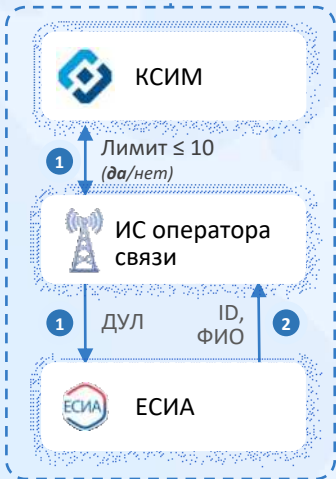 КСИМ
1
Лимит ≤ 10
(да/нет)
ИС оператора
связи
1
ДУЛ
ID,
ФИО
2
ЕСИА
ЕСИА